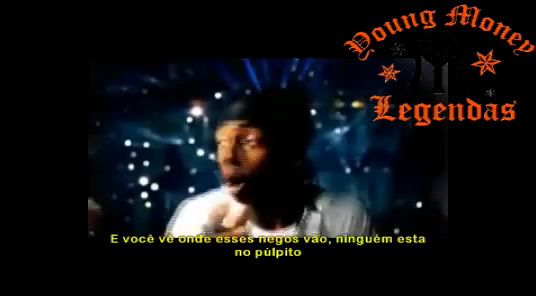 Young Money
Legendas
E você vê onde esses negos vão, ninguém esta
no púlpito